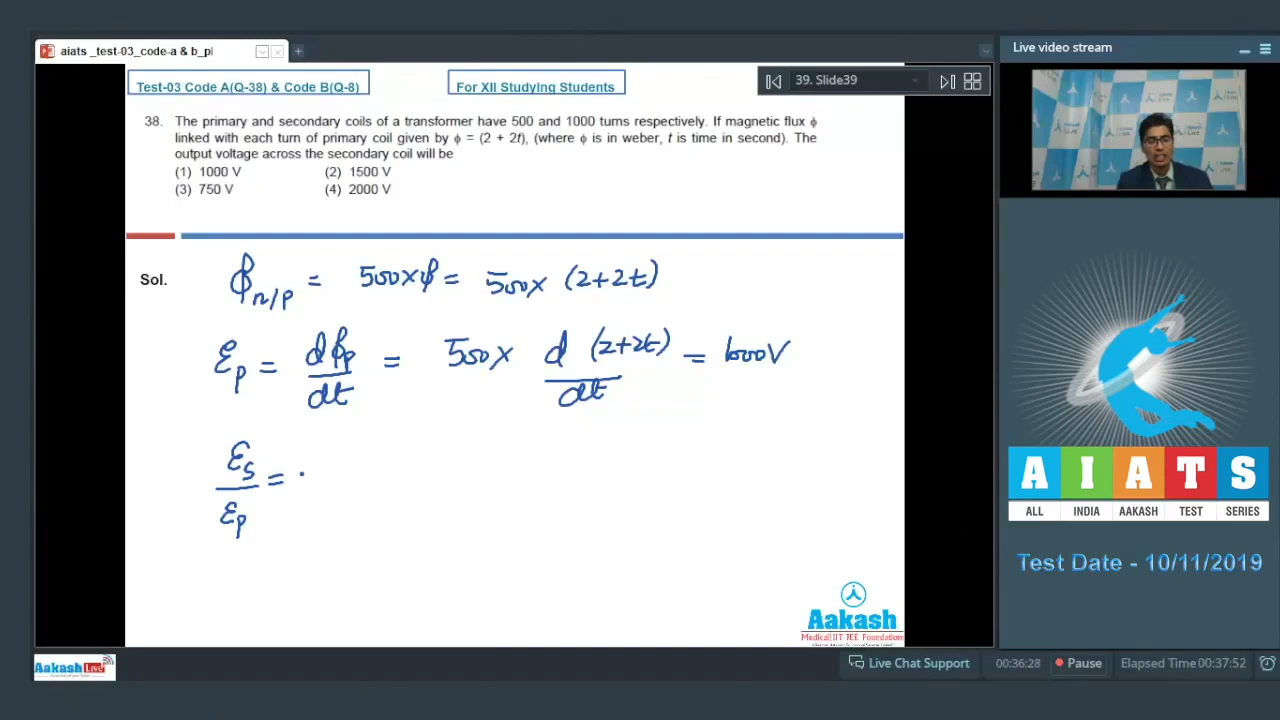 aiats _test-03_code-a & b_p
Live video stream
Test-03 Code A(Q-38) & Code B(Q-8)
For XII Studying Students
39. Slide39
38. The primary and secondary coils of a transformer have 500 and 1000 turns respectively. If magnetic flux ϕ
linked with each turn of primary coil given by ϕ = (2 + 2t), (where ϕ is in weber, t is time in second). The
output voltage across the secondary coil will be
(1) 1000 V (2) 1500 V
(3) 750 V (4) 2000 V
Sol. ϕn/p = 500×ϕ = 500× (2+2t)
εp = dϕp/dt = 500× d(2+2t)/dt = 1000V
εs/εp =
A I A T S
ALL INDIA AAKASH TEST SERIES
Test Date - 10/11/2019
Aakash
Medical|IIT-JEE|Foundations
Aakash Live
Live Chat Support
00:36:28
Pause
Elapsed Time 00:37:52